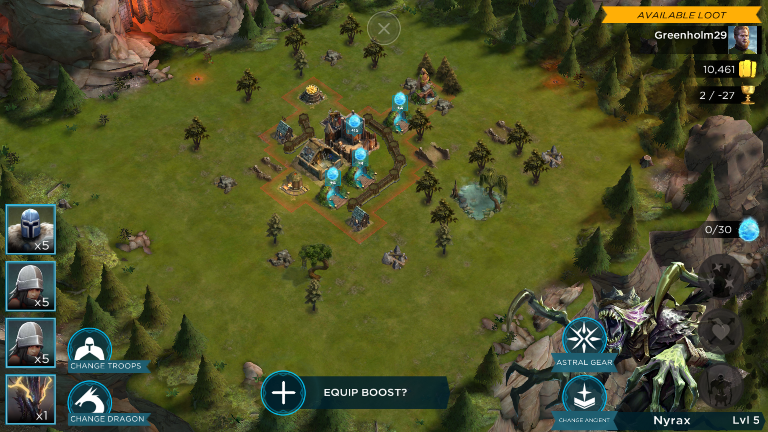 AVAILABLE LOOT
Greenholm29
10,461
2 / -27
x5
0/30
x5
x5
CHANGE TROOPS
ASTRAL GEAR
x1
CHANGE DRAGON
EQUIP BOOST?
CHANGE ANCIENT
Nyrax Lvl 5